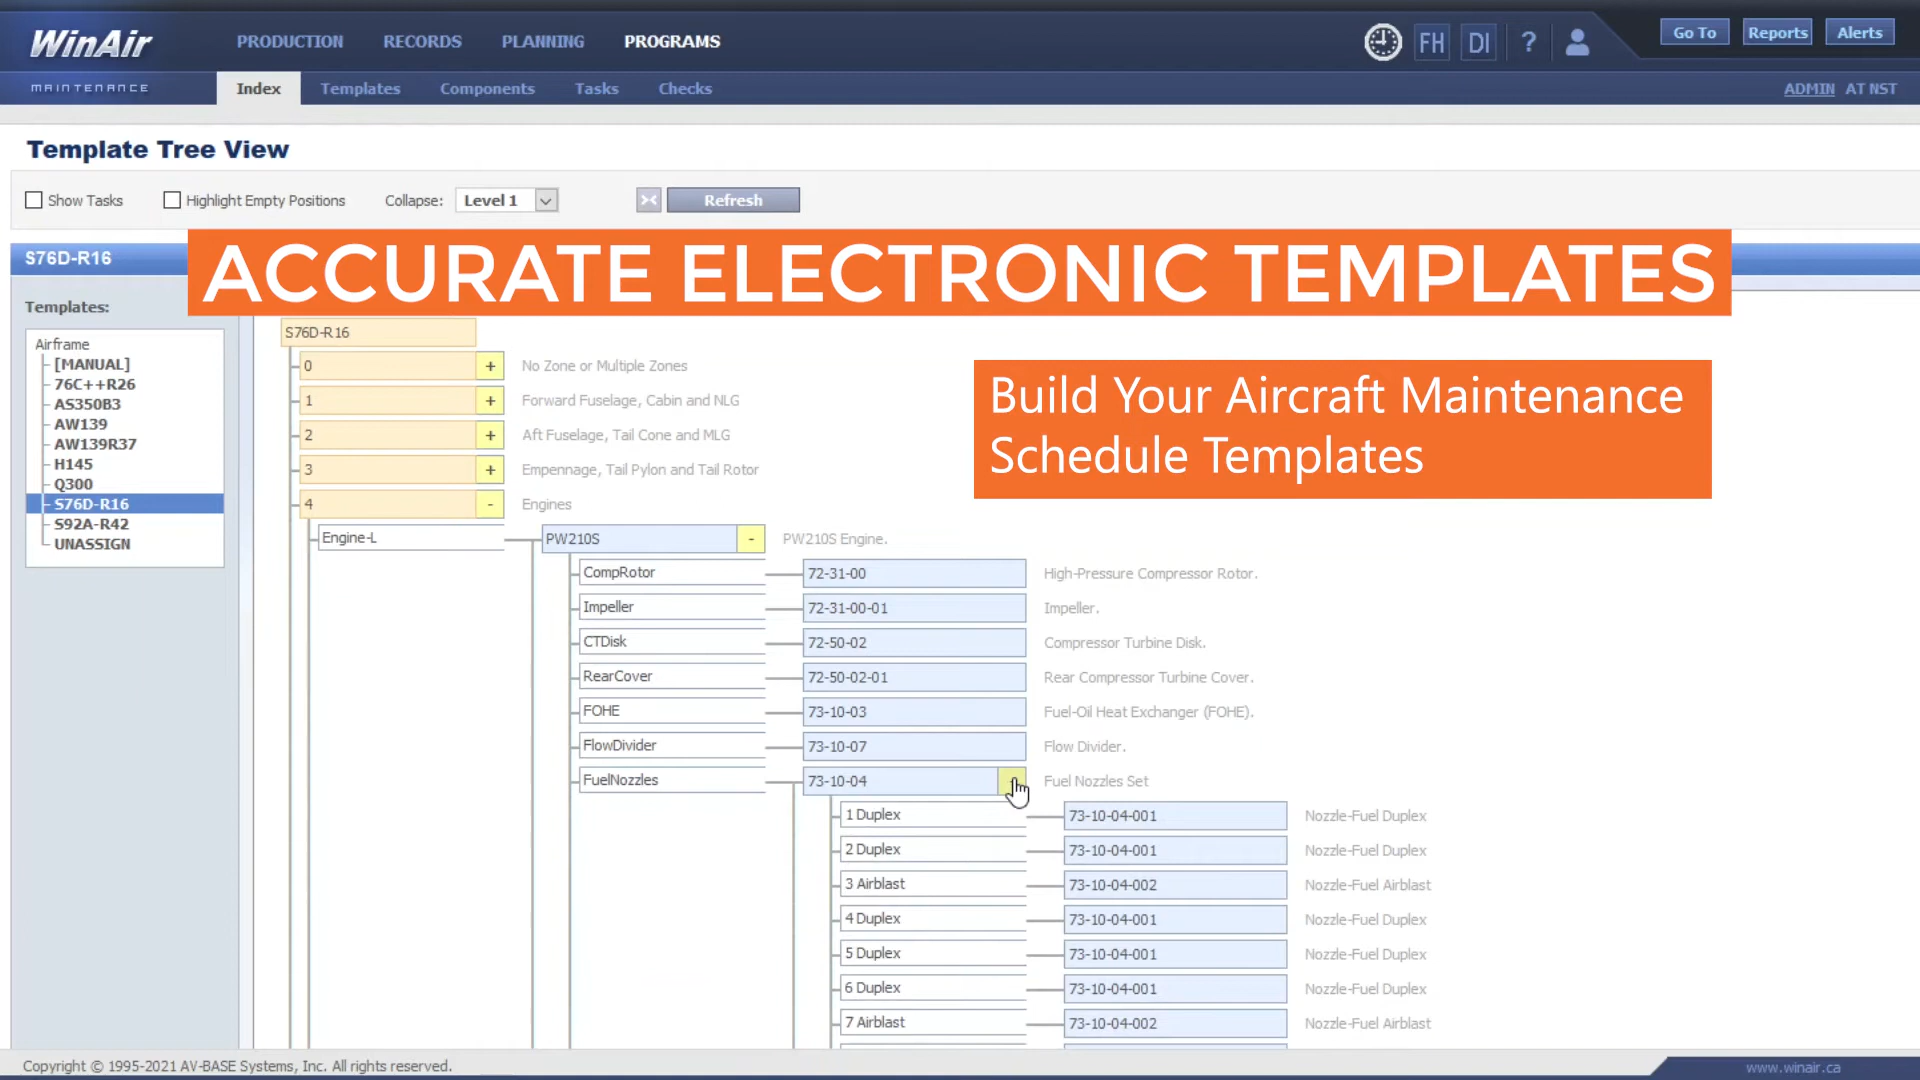 WinAir
MAINTENANCE
PRODUCTION RECORDS PLANNING PROGRAMS
FH DI ?
Go To Reports Alerts
Index Templates Components Tasks Checks
ADMIN AT NST
Template Tree View
Show Tasks Highlight Empty Positions Collapse: Level 1 Refresh
S76D-R16
ACCURATE ELECTRONIC TEMPLATES
Build Your Aircraft Maintenance
Schedule Templates
Templates:
Airframe
[MANUAL]
76C++R26
AS350B3
AW139
AW139R37
H145
Q300
S76D-R16
S92A-R42
UNASSIGN
S76D-R16
0 + No Zone or Multiple Zones
1 + Forward Fuselage, Cabin and NLG
2 + Aft Fuselage, Tail Cone and MLG
3 + Empennage, Tail Pylon and Tail Rotor
4 - Engines
Engine-L PW210S - PW210S Engine.
CompRotor 72-31-00 High-Pressure Compressor Rotor.
Impeller 72-31-00-01 Impeller.
CTDisk 72-50-02 Compressor Turbine Disk.
RearCover 72-50-02-01 Rear Compressor Turbine Cover.
FOHE 73-10-03 Fuel-Oil Heat Exchanger (FOHE).
FlowDivider 73-10-07 Flow Divider.
FuelNozzles 73-10-04 Fuel Nozzles Set
1 Duplex 73-10-04-001 Nozzle-Fuel Duplex
2 Duplex 73-10-04-001 Nozzle-Fuel Duplex
3 Airblast 73-10-04-002 Nozzle-Fuel Airblast
4 Duplex 73-10-04-001 Nozzle-Fuel Duplex
5 Duplex 73-10-04-001 Nozzle-Fuel Duplex
6 Duplex 73-10-04-001 Nozzle-Fuel Duplex
7 Airblast 73-10-04-002 Nozzle-Fuel Airblast
Copyright © 1995-2021 AV-BASE Systems, Inc. All rights reserved.
www.winair.ca